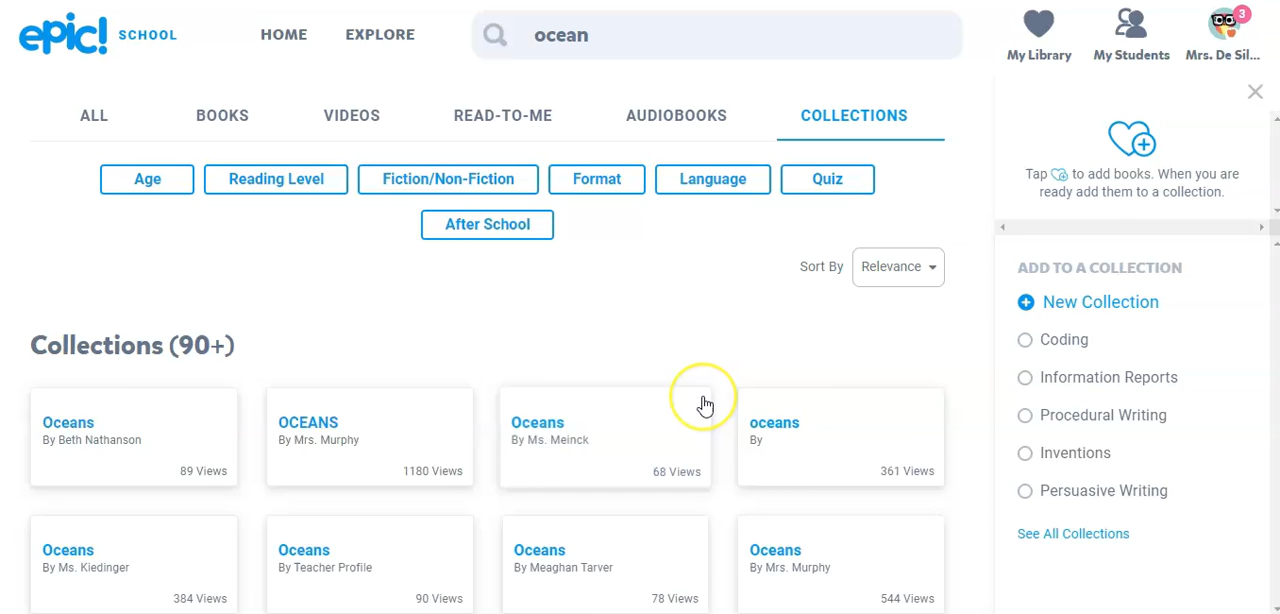 epic! SCHOOL HOME EXPLORE ocean My Library My Students 3 Mrs. De Sil...
ALL BOOKS VIDEOS READ-TO-ME AUDIOBOOKS COLLECTIONS
Age Reading Level Fiction/Non-Fiction Format Language Quiz
After School
Sort By Relevance
Collections (90+)
Oceans
By Beth Nathanson
89 Views
OCEANS
By Mrs. Murphy
1180 Views
Oceans
By Ms. Meinck
68 Views
oceans
By
361 Views
Oceans
By Ms. Kiedinger
384 Views
Oceans
By Teacher Profile
90 Views
Oceans
By Meaghan Tarver
78 Views
Oceans
By Mrs. Murphy
544 Views
Tap to add books. When you are
ready add them to a collection.
ADD TO A COLLECTION
New Collection
Coding
Information Reports
Procedural Writing
Inventions
Persuasive Writing
See All Collections